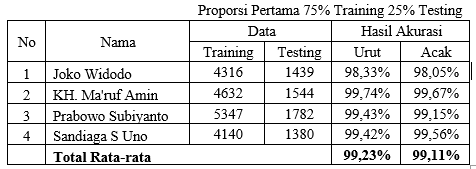 Proporsi Pertama 75% Training 25% Testing
No Nama Data Hasil Akurasi
Training Testing Urut Acak
1 Joko Widodo 4316 1439 98,33% 98,05%
2 KH. Ma'ruf Amin 4632 1544 99,74% 99,67%
3 Prabowo Subiyanto 5347 1782 99,43% 99,15%
4 Sandiaga S Uno 4140 1380 99,42% 99,56%
Total Rata-rata 99,23% 99,11%